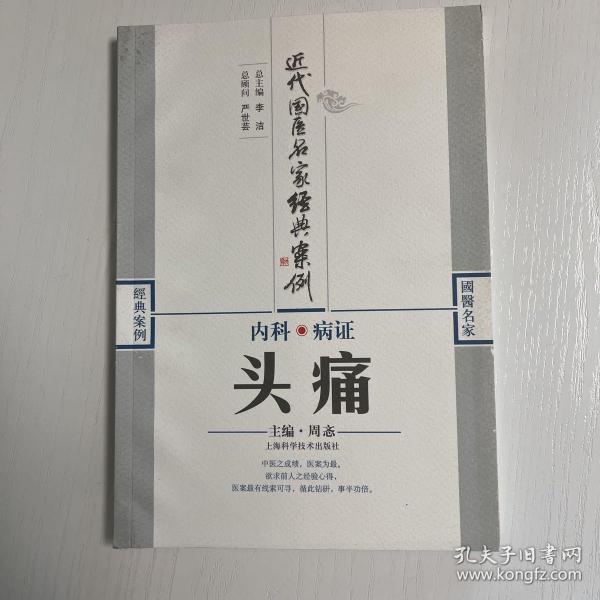 近代国医名家经典案例
总主编 李 洁
总顾问 严世芸
經典案例
國醫名家
内科 病证
头痛
主编·周忞
上海科学技术出版社
中医之成绩,医案为最。
欲求前人之经验心得,
医案最有线索可寻,循此钻研,事半功倍。
孔夫子旧书网
www.kongfz.com